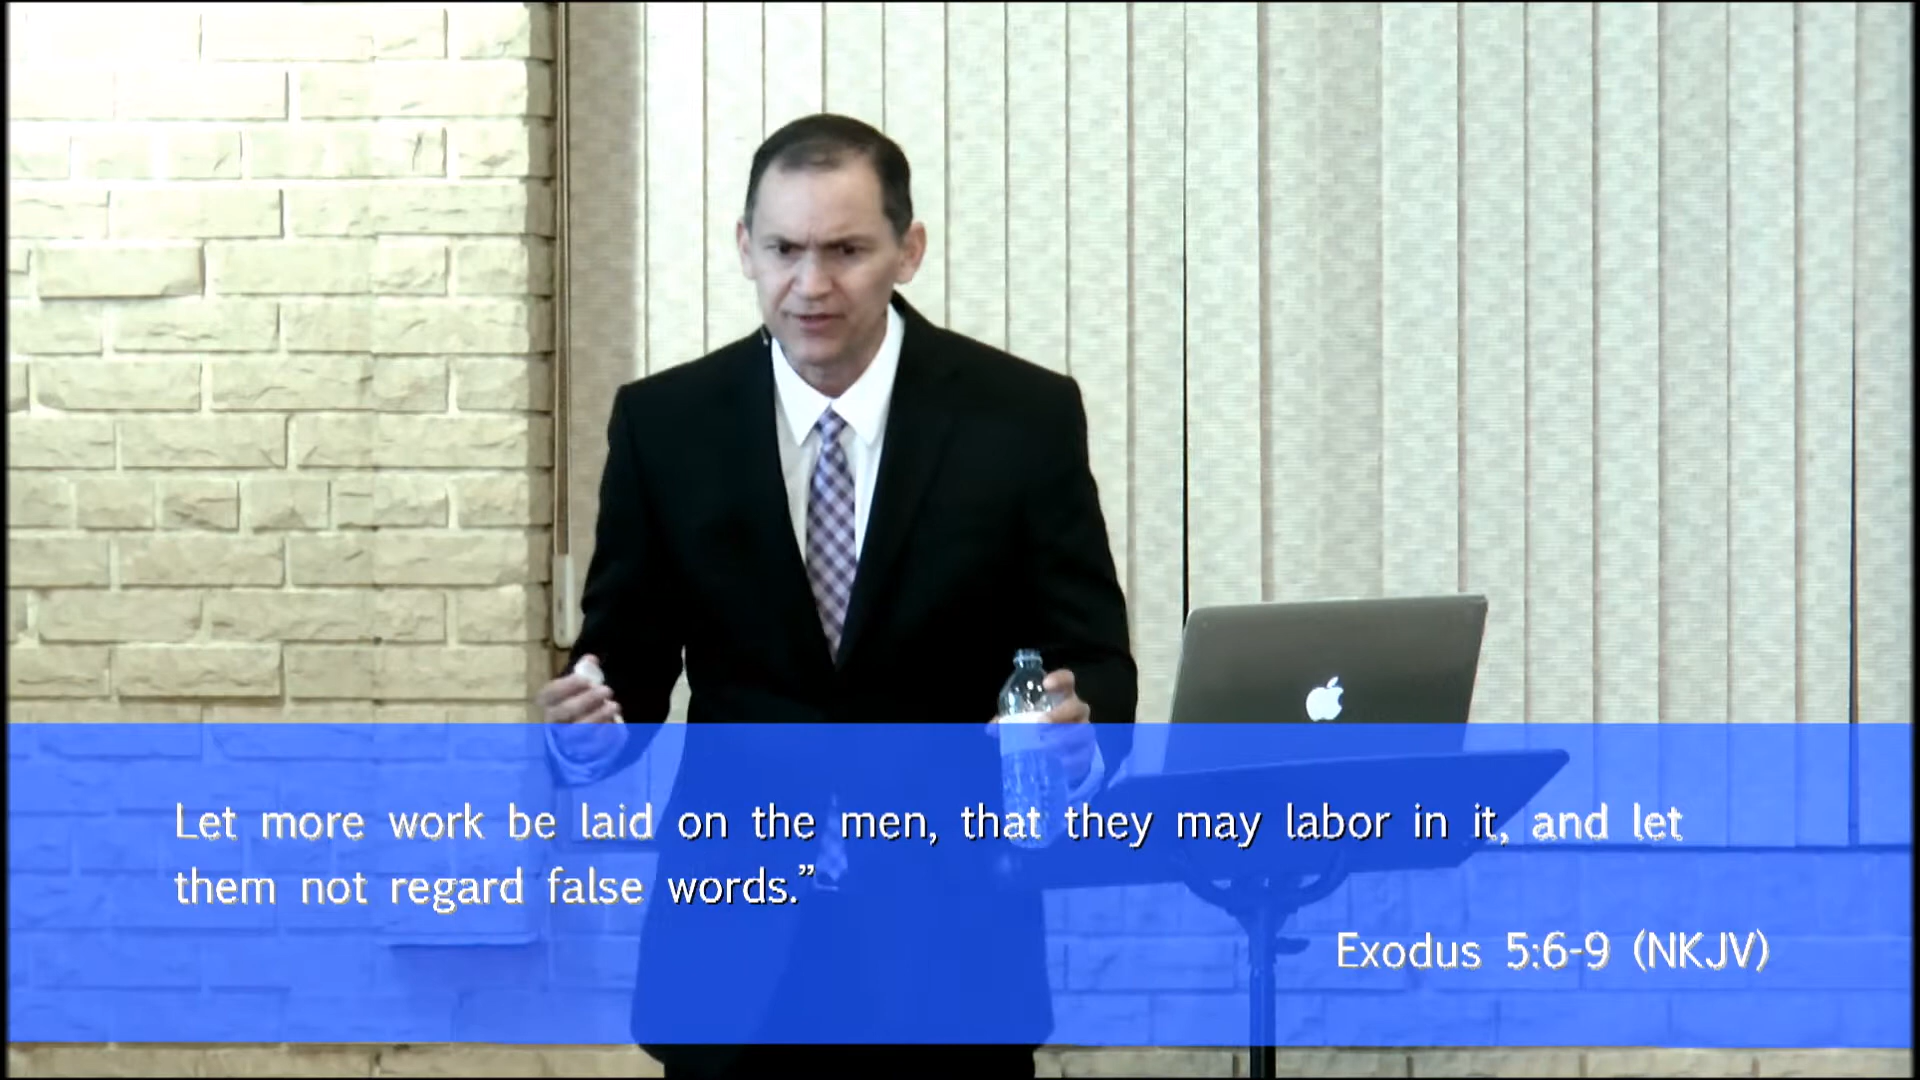 Let more work be laid on the men, that they may labor in it, and let
them not regard false words.”
Exodus 5:6-9 (NKJV)